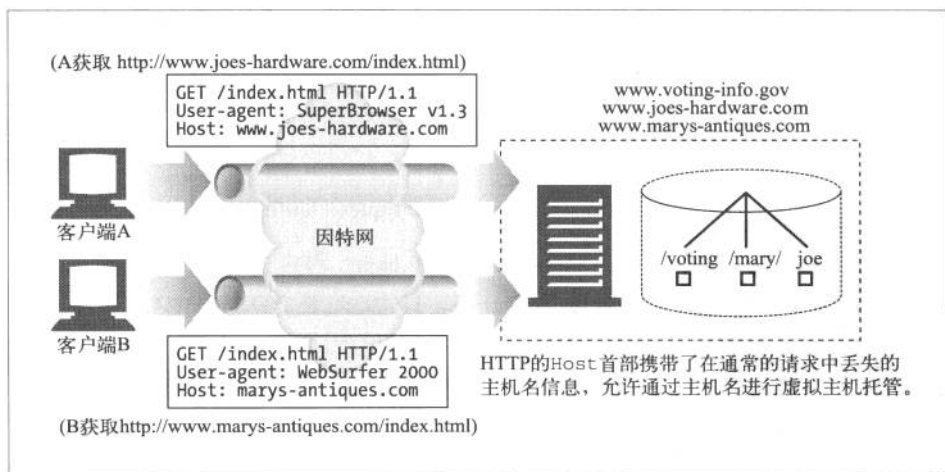 (A获取 http://www.joes-hardware.com/index.html)
GET /index.html HTTP/1.1
User-agent: SuperBrowser v1.3
Host: www.joes-hardware.com
www.voting-info.gov
www.joes-hardware.com
www.marys-antiques.com
客户端A
因特网
/voting /mary/ joe
客户端B
GET /index.html HTTP/1.1
User-agent: WebSurfer 2000
Host: marys-antiques.com
HTTP的Host首部携带了在通常的请求中丢失的
主机名信息，允许通过主机名进行虚拟主机托管。
(B获取http://www.marys-antiques.com/index.html)